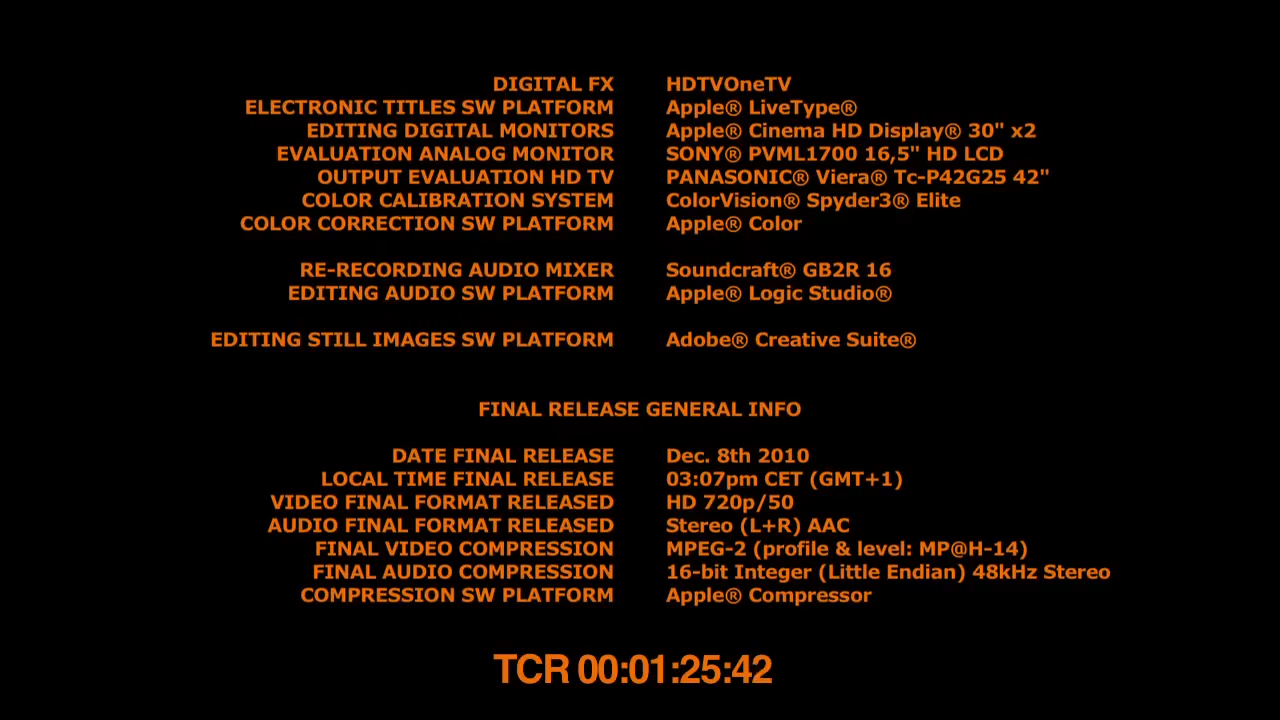 DIGITAL FX HDTVOneTV
ELECTRONIC TITLES SW PLATFORM Apple® LiveType®
EDITING DIGITAL MONITORS Apple® Cinema HD Display® 30" x2
EVALUATION ANALOG MONITOR SONY® PVML1700 16,5" HD LCD
OUTPUT EVALUATION HD TV PANASONIC® Viera® Tc-P42G25 42"
COLOR CALIBRATION SYSTEM ColorVision® Spyder3® Elite
COLOR CORRECTION SW PLATFORM Apple® Color
RE-RECORDING AUDIO MIXER Soundcraft® GB2R 16
EDITING AUDIO SW PLATFORM Apple® Logic Studio®
EDITING STILL IMAGES SW PLATFORM Adobe® Creative Suite®
FINAL RELEASE GENERAL INFO
DATE FINAL RELEASE Dec. 8th 2010
LOCAL TIME FINAL RELEASE 03:07pm CET (GMT+1)
VIDEO FINAL FORMAT RELEASED HD 720p/50
AUDIO FINAL FORMAT RELEASED Stereo (L+R) AAC
FINAL VIDEO COMPRESSION MPEG-2 (profile & level: MP@H-14)
FINAL AUDIO COMPRESSION 16-bit Integer (Little Endian) 48kHz Stereo
COMPRESSION SW PLATFORM Apple® Compressor
TCR 00:01:25:42